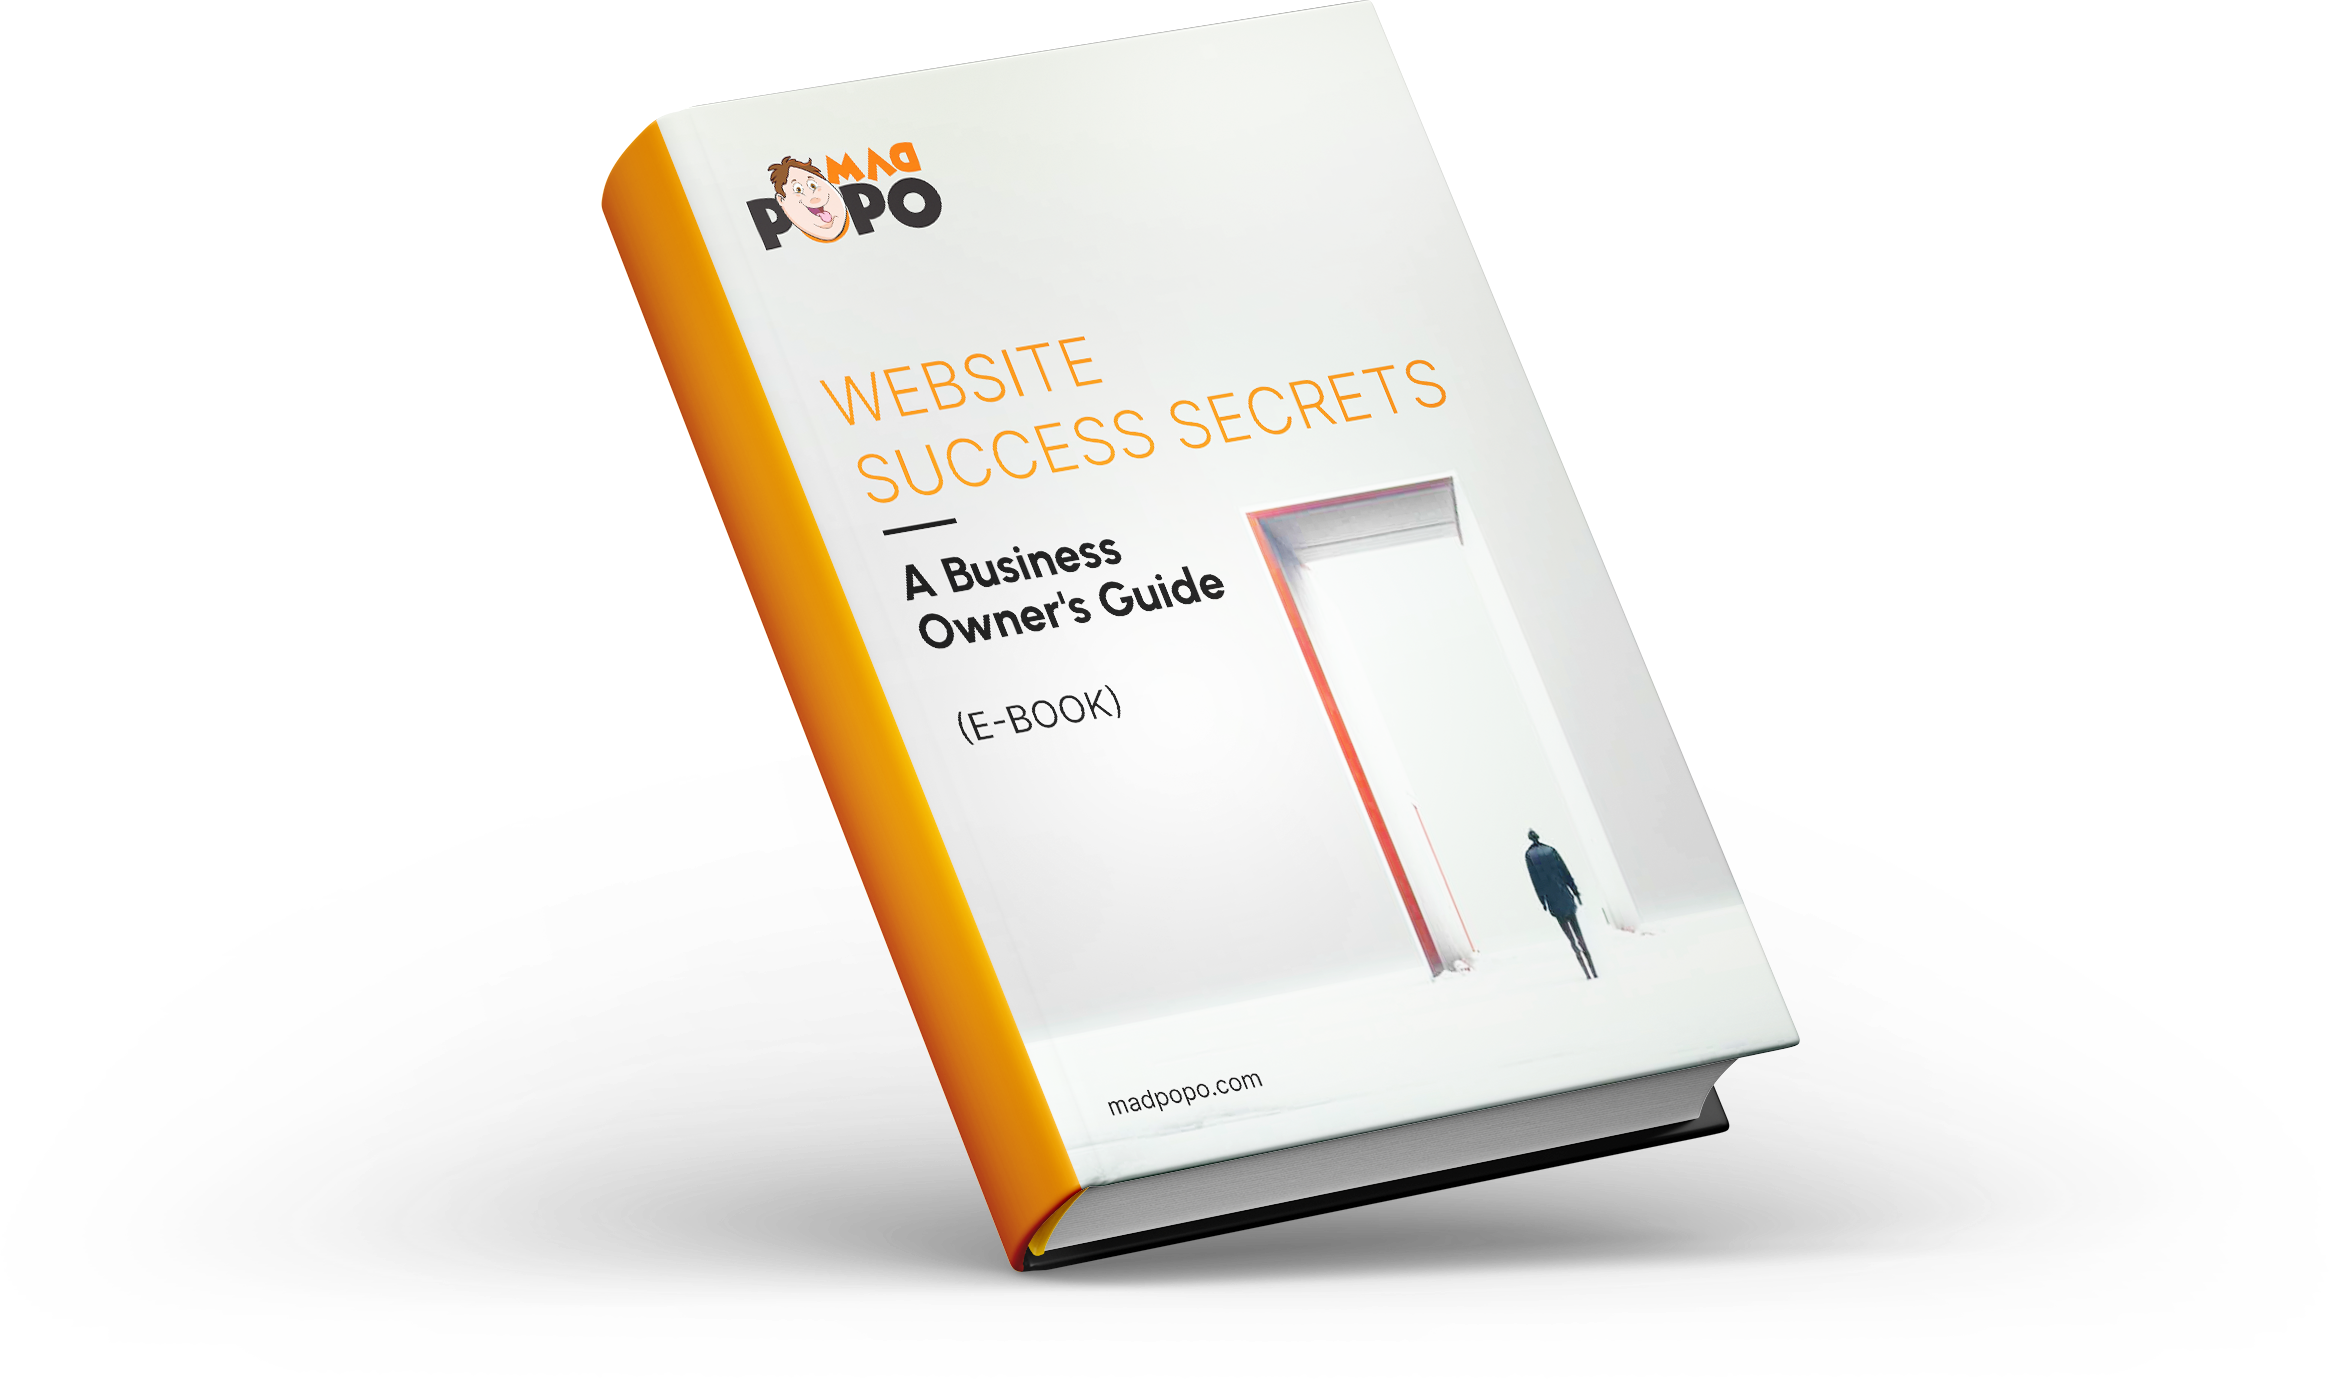 MAD
POPO
WEBSITE
SUCCESS SECRETS
A Business
Owner's Guide
(E-BOOK)
madpopo.com